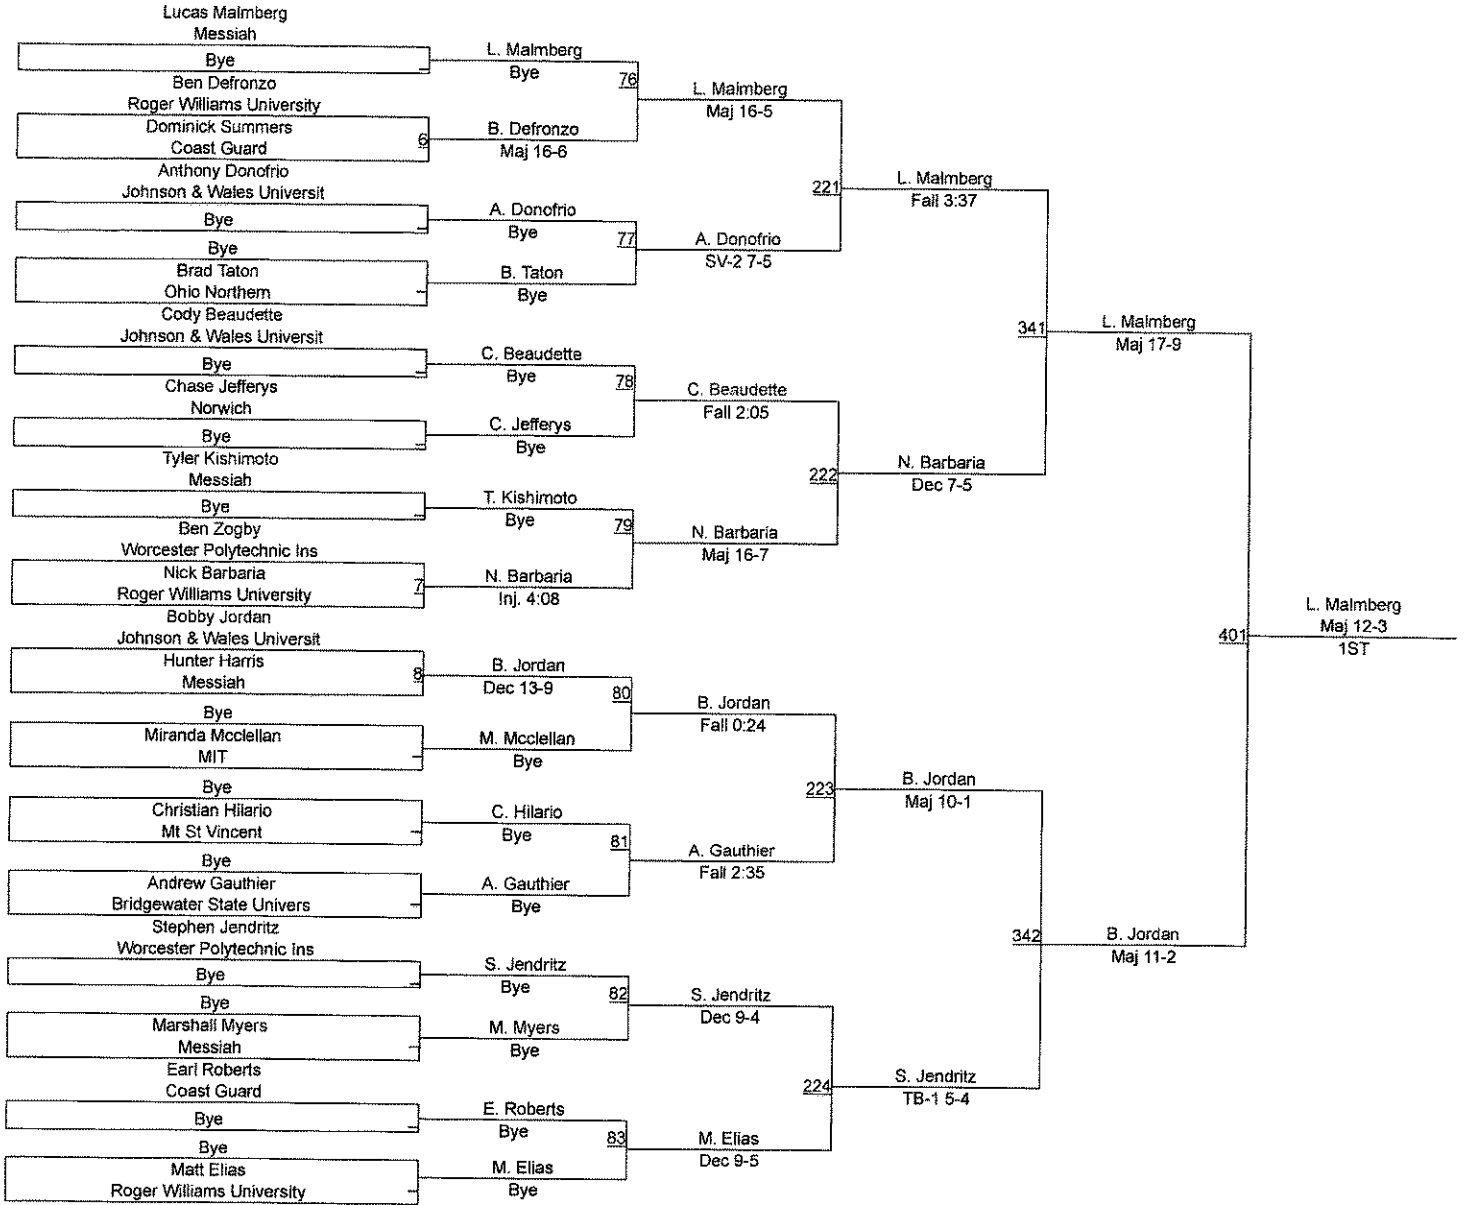 Lucas Malmberg
Messiah
Bye
Ben Defronzo
Roger Williams University
Dominick Summers
Coast Guard
6
Anthony Donofrio
Johnson & Wales Universit
Bye
Bye
Brad Taton
Ohio Northern
Cody Beaudette
Johnson & Wales Universit
Bye
Chase Jefferys
Norwich
Bye
Tyler Kishimoto
Messiah
Bye
Ben Zogby
Worcester Polytechnic Ins
Nick Barbaria
Roger Williams University
7
Bobby Jordan
Johnson & Wales Universit
Hunter Harris
Messiah
8
Bye
Miranda Mcclellan
MIT
Bye
Christian Hilario
Mt St Vincent
Bye
Andrew Gauthier
Bridgewater State Univers
Stephen Jendritz
Worcester Polytechnic Ins
Bye
Bye
Marshall Myers
Messiah
Earl Roberts
Coast Guard
Bye
Bye
Matt Elias
Roger Williams University
L. Malmberg
Bye
76
B. Defronzo
Maj 16-6
A. Donofrio
Bye
77
B. Taton
Bye
C. Beaudette
Bye
78
C. Jefferys
Bye
T. Kishimoto
Bye
79
N. Barbaria
Inj. 4:08
B. Jordan
Dec 13-9
80
M. Mcclellan
Bye
C. Hilario
Bye
81
A. Gauthier
Bye
S. Jendritz
Bye
82
M. Myers
Bye
E. Roberts
Bye
83
M. Elias
Bye
L. Malmberg
Maj 16-5
221
A. Donofrio
SV-2 7-5
C. Beaudette
Fall 2:05
222
N. Barbaria
Maj 16-7
B. Jordan
Fall 0:24
223
A. Gauthier
Fall 2:35
S. Jendritz
Dec 9-4
224
M. Elias
Dec 9-5
L. Malmberg
Fall 3:37
341
N. Barbaria
Dec 7-5
B. Jordan
Maj 10-1
342
S. Jendritz
TB-1 5-4
L. Malmberg
Maj 17-9
401
B. Jordan
Maj 11-2
L. Malmberg
Maj 12-3
1ST